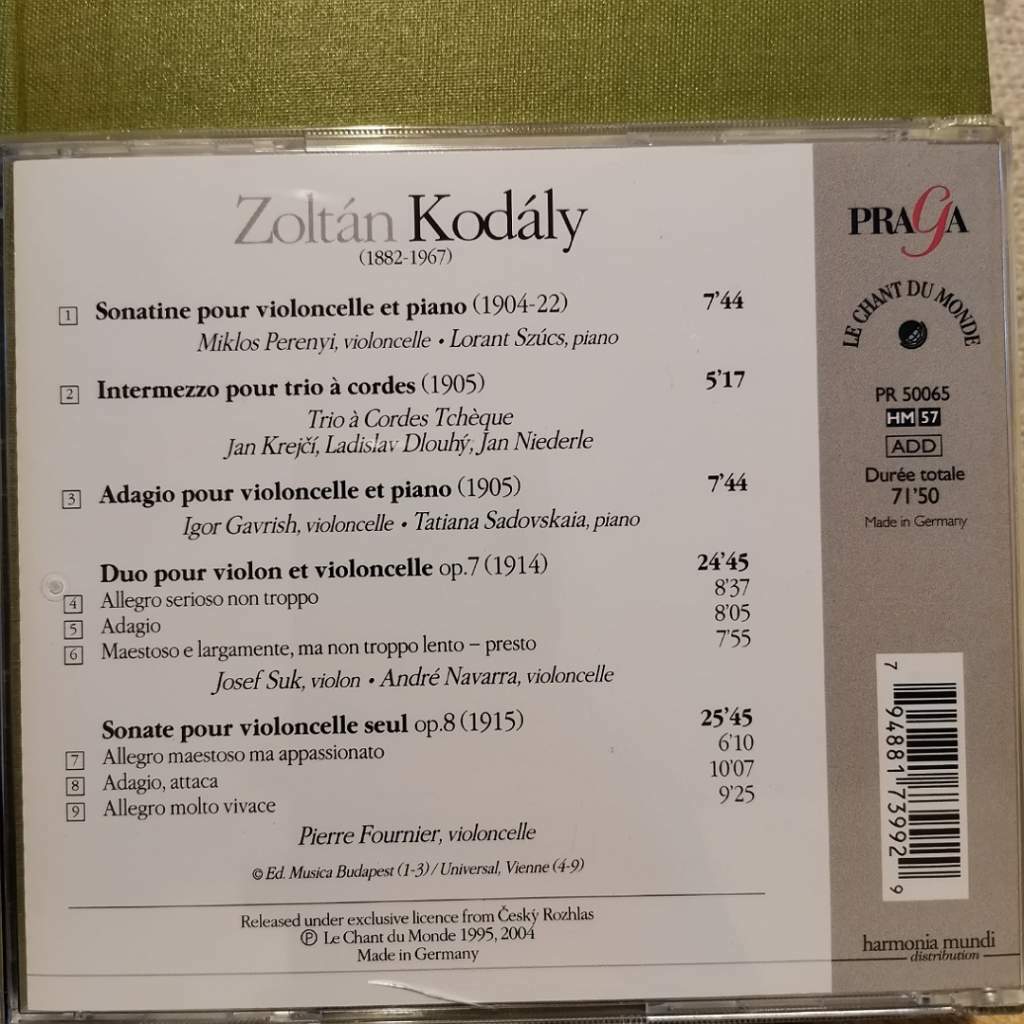 Zoltán Kodály
(1882-1967)
1 Sonatine pour violoncelle et piano (1904-22) 7'44
Miklos Perenyi, violoncelle • Lorant Szúcs, piano
2 Intermezzo pour trio à cordes (1905) 5'17
Trio à Cordes Tchèque
Jan Krejčí, Ladislav Dlouhý, Jan Niederle
3 Adagio pour violoncelle et piano (1905) 7'44
Igor Gavrish, violoncelle • Tatiana Sadovskaia, piano
Duo pour violon et violoncelle op.7 (1914) 24'45
4 Allegro serioso non troppo 8'37
5 Adagio 8'05
6 Maestoso e largamente, ma non troppo lento – presto 7'55
Josef Suk, violon • André Navarra, violoncelle
Sonate pour violoncelle seul op.8 (1915) 25'45
7 Allegro maestoso ma appassionato 6'10
8 Adagio, attaca 10'07
9 Allegro molto vivace 9'25
Pierre Fournier, violoncelle
© Ed. Musica Budapest (1-3) / Universal, Vienne (4-9)
Released under exclusive licence from Český Rozhlas
℗ Le Chant du Monde 1995, 2004
Made in Germany
PRAGA
LE CHANT DU MONDE
PR 50065
HM 57
ADD
Durée totale
71'50
Made in Germany
7 94881 73992 9
harmonia mundi
distribution